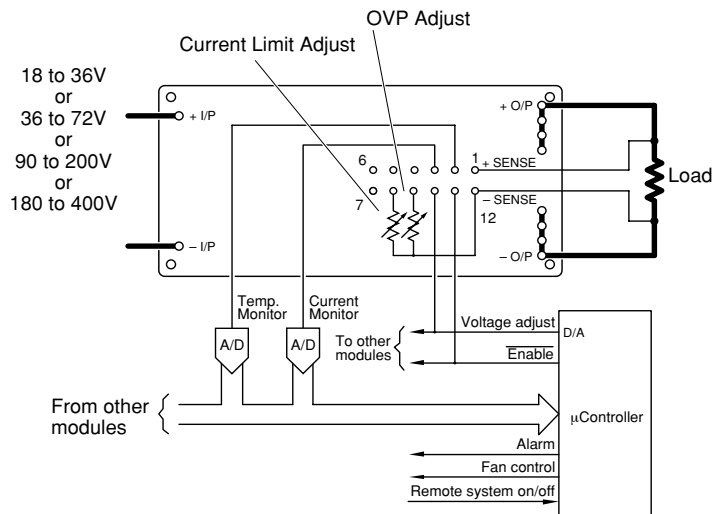 OVP Adjust
Current Limit Adjust
18 to 36V
or
36 to 72V
or
90 to 200V
or
180 to 400V
+ I/P
– I/P
+ O/P
6
1
+ SENSE
7
– SENSE
12
– O/P
Load
Temp.
Monitor
Current
Monitor
A/D
A/D
To other
modules
Voltage adjust
D/A
Enable
From other
modules
μController
Alarm
Fan control
Remote system on/off